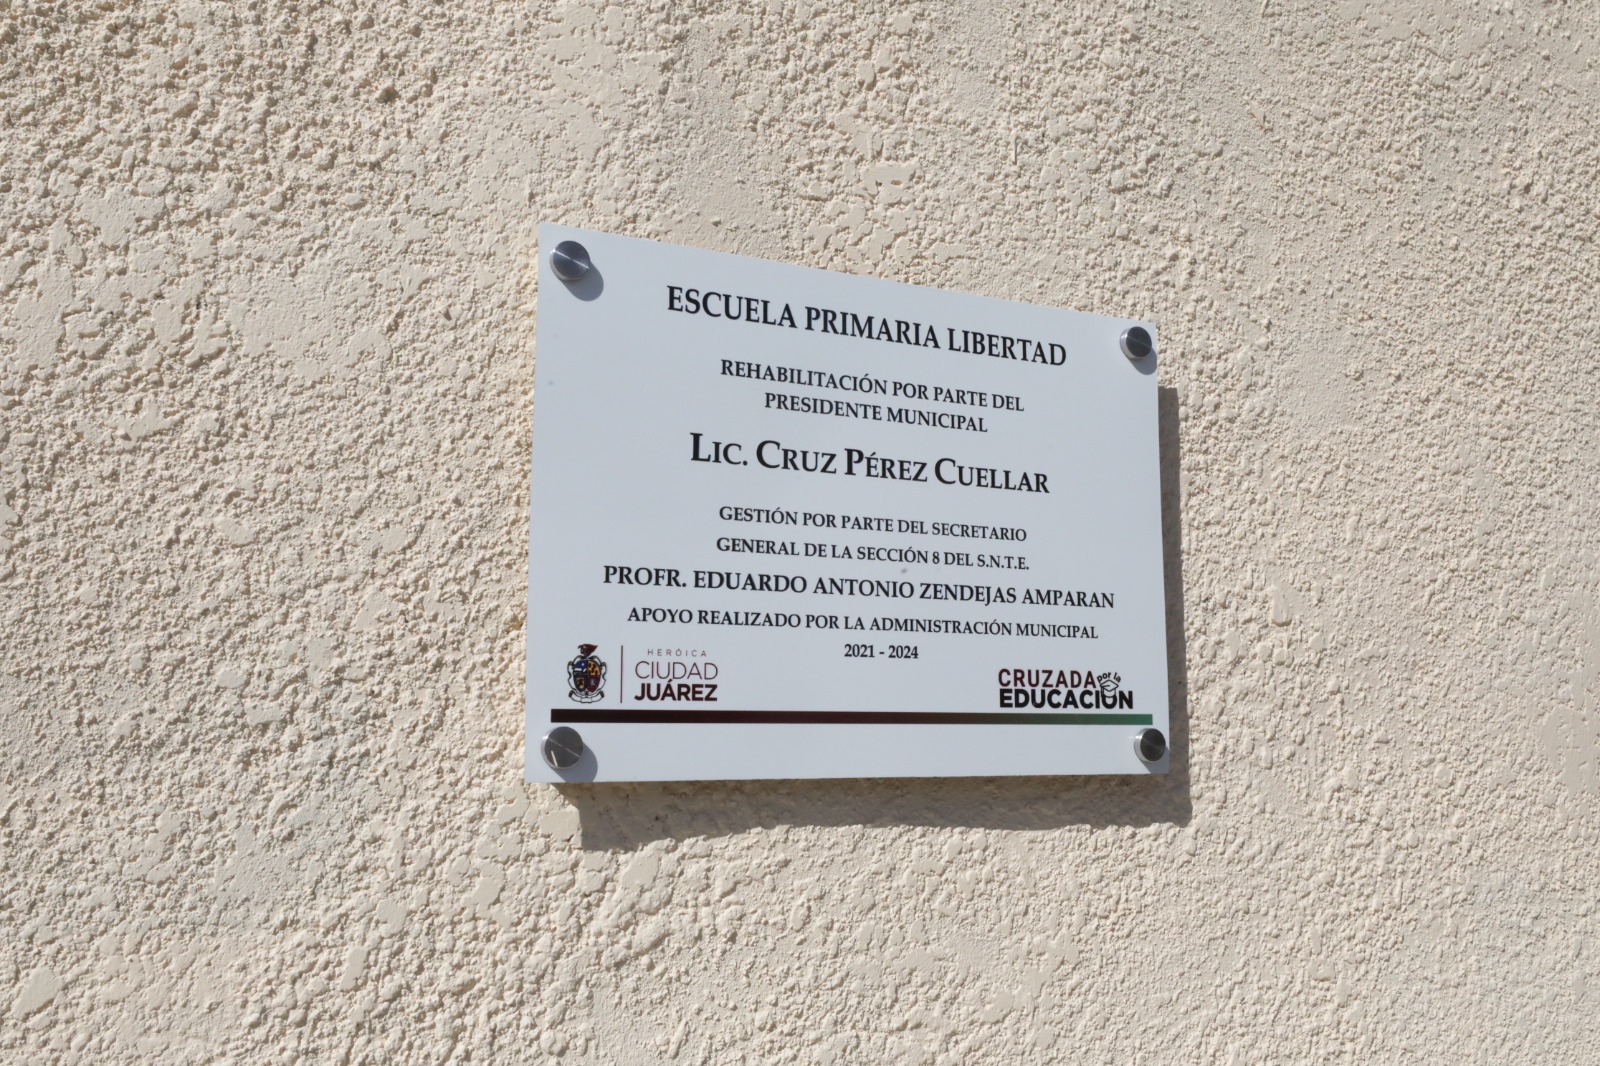 ESCUELA PRIMARIA LIBERTAD
REHABILITACIÓN POR PARTE DEL
PRESIDENTE MUNICIPAL
LIC. CRUZ PÉREZ CUELLAR
GESTIÓN POR PARTE DEL SECRETARIO
GENERAL DE LA SECCIÓN 8 DEL S.N.T.E.
PROFR. EDUARDO ANTONIO ZENDEJAS AMPARAN
APOYO REALIZADO POR LA ADMINISTRACIÓN MUNICIPAL
2021 - 2024
HERÓICA
CIUDAD
JUÁREZ
CRUZADA por la
EDUCACIÓN